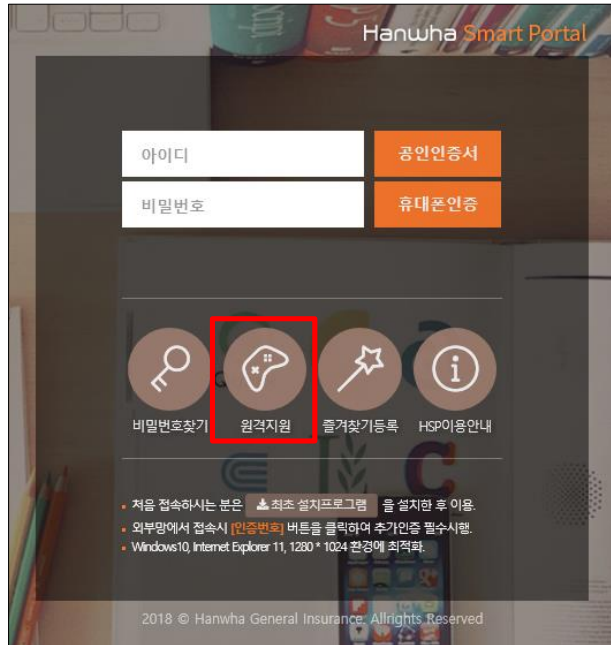 Hanwha Smart Portal
아이디
공인인증서
비밀번호
휴대폰인증
비밀번호찾기
원격지원
즐겨찾기등록
HSP이용안내
처음 접속하시는 분은 최초 설치프로그램 을 설치한 후 이용.
외부망에서 접속시 [인증번호] 버튼을 클릭하여 추가인증 필수시행.
Windows10, Internet Explorer 11, 1280 * 1024 환경에 최적화.
2018 © Hanwha General Insurance. Allrights Reserved